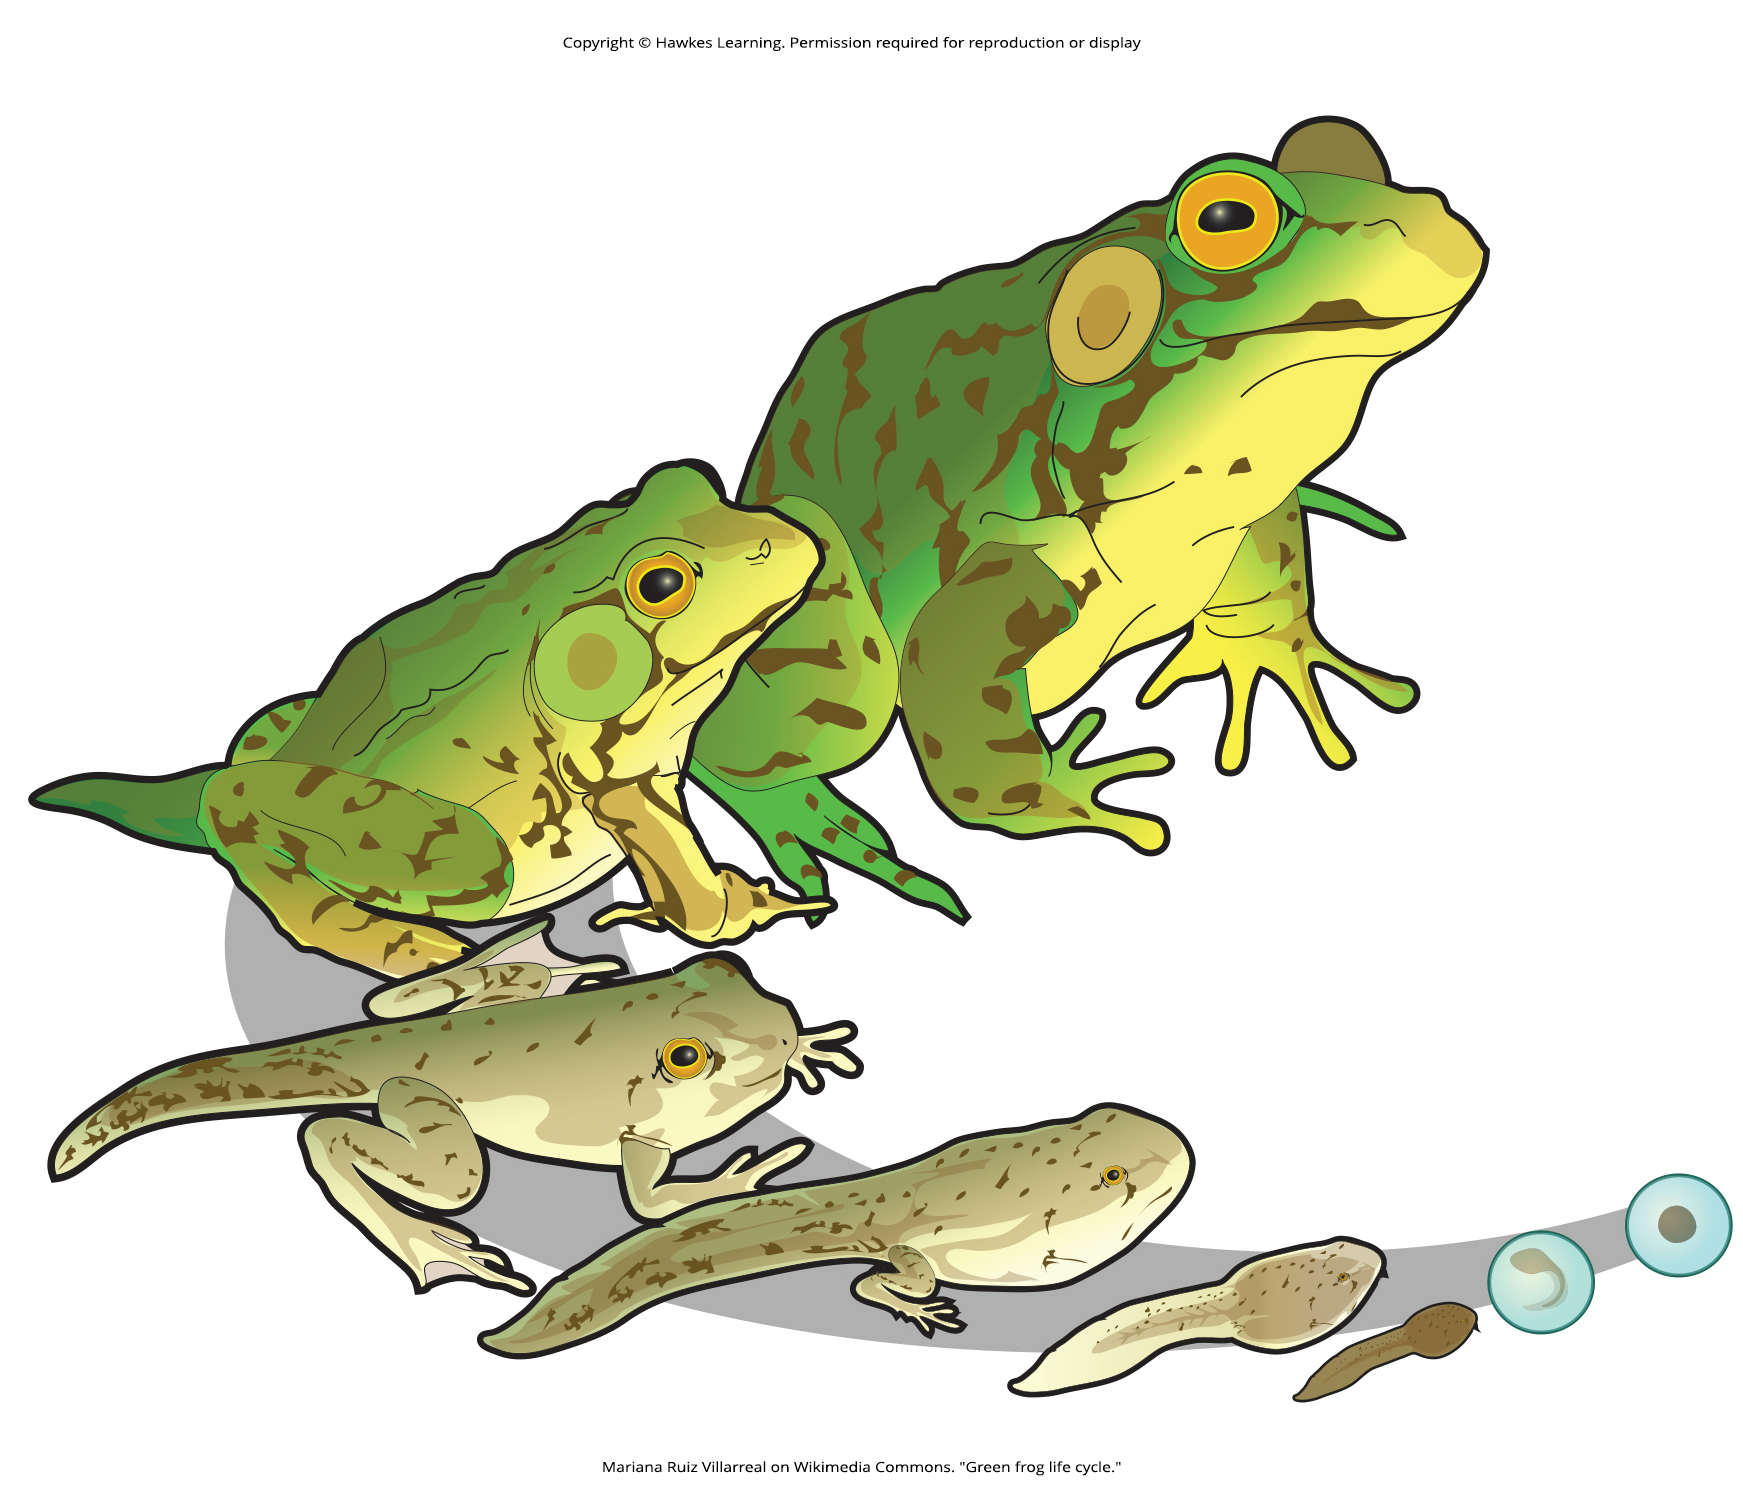 Copyright © Hawkes Learning. Permission required for reproduction or display
Mariana Ruiz Villarreal on Wikimedia Commons. "Green frog life cycle."